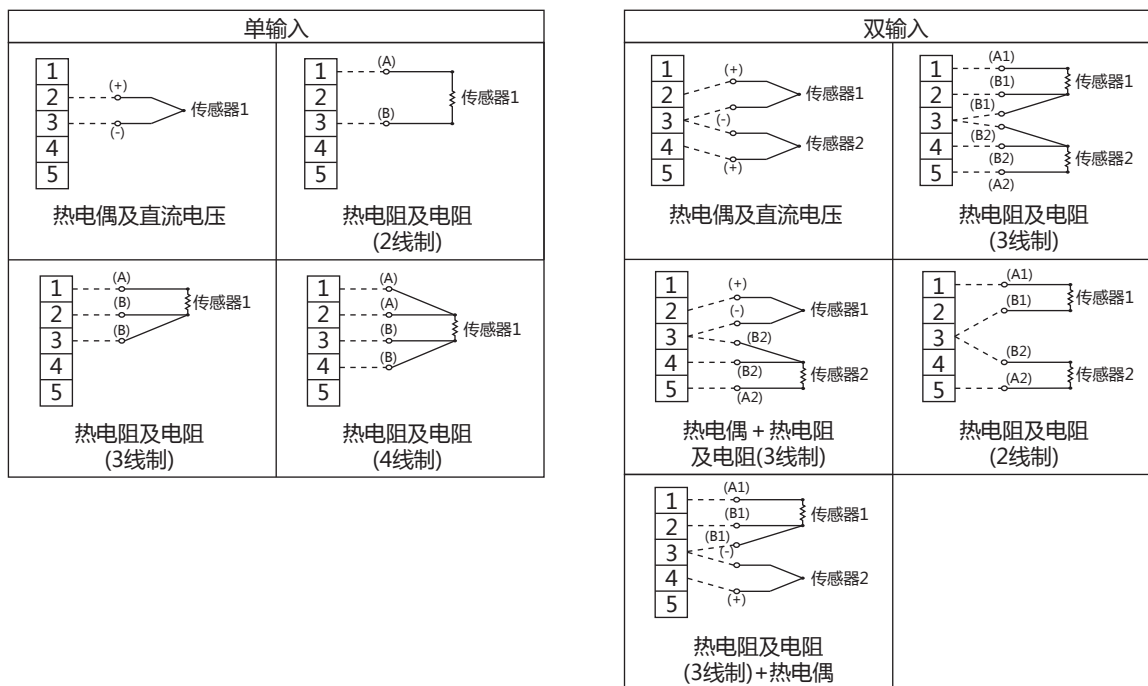 单输入
1
2
3
4
5
(+)
(-)
传感器1
热电偶及直流电压
1
2
3
4
5
(A)
(B)
传感器1
热电阻及电阻
(2线制)
1
2
3
4
5
(A)
(B)
(B)
传感器1
热电阻及电阻
(3线制)
1
2
3
4
5
(A)
(A)
(B)
(B)
传感器1
热电阻及电阻
(4线制)
双输入
1
2
3
4
5
(+)
(-)
(+)
传感器1
传感器2
热电偶及直流电压
1
2
3
4
5
(A1)
(B1)
(B1)
(B2)
(B2)
(A2)
传感器1
传感器2
热电阻及电阻
(3线制)
1
2
3
4
5
(+)
(-)
(B2)
(B2)
(A2)
传感器1
传感器2
热电偶 + 热电阻
及电阻(3线制)
1
2
3
4
5
(A1)
(B1)
(B2)
(A2)
传感器1
传感器2
热电阻及电阻
(2线制)
1
2
3
4
5
(A1)
(B1)
(B1)
(-)
(+)
传感器1
传感器2
热电阻及电阻
(3线制)+热电偶